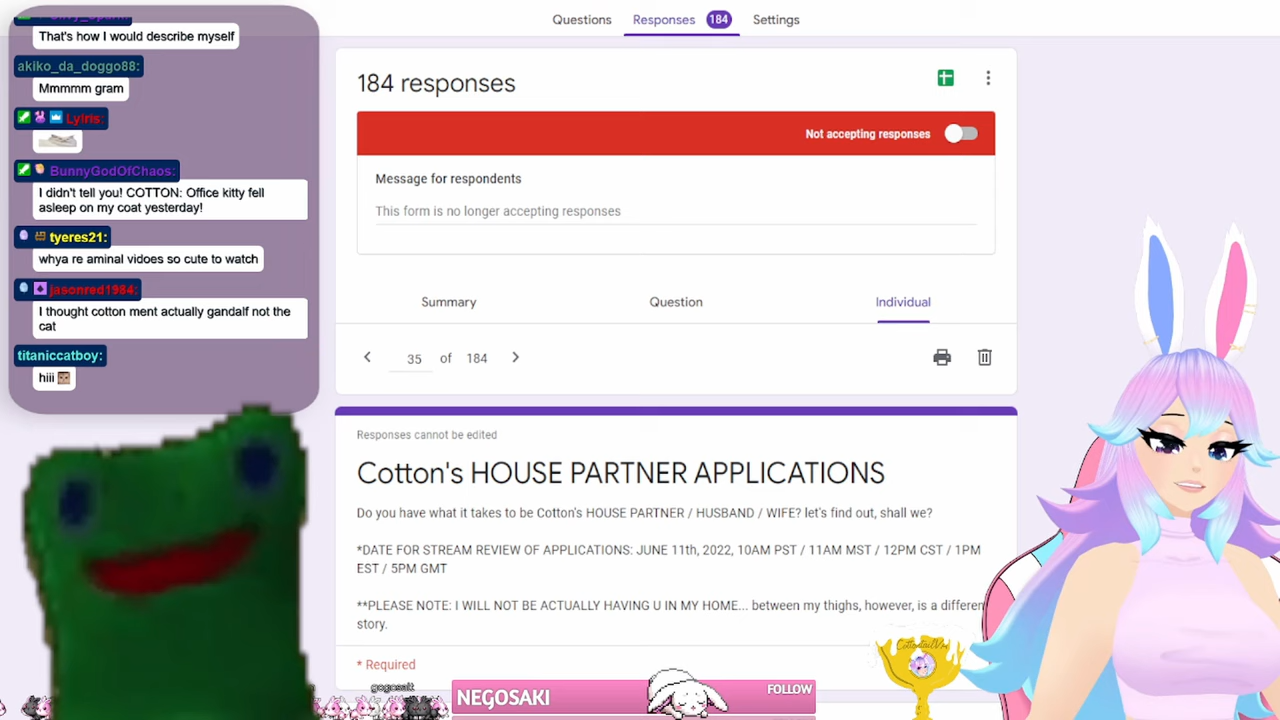 That's how I would describe myself
akiko_da_doggo88:
Mmmmm gram
Lyiris:
BunnyGodOfChaos:
I didn't tell you! COTTON: Office kitty fell
asleep on my coat yesterday!
tyeres21:
whya re aminal vidoes so cute to watch
jasonred1984:
I thought cotton ment actually gandalf not the
cat
titaniccatboy:
hiii
Questions
Responses 184
Settings
184 responses
Not accepting responses
Message for respondents
This form is no longer accepting responses
Summary
Question
Individual
35 of 184
Responses cannot be edited
Cotton's HOUSE PARTNER APPLICATIONS
Do you have what it takes to be Cotton's HOUSE PARTNER / HUSBAND / WIFE? let's find out, shall we?
*DATE FOR STREAM REVIEW OF APPLICATIONS: JUNE 11th, 2022, 10AM PST / 11AM MST / 12PM CST / 1PM
EST / 5PM GMT
**PLEASE NOTE: I WILL NOT BE ACTUALLY HAVING U IN MY HOME... between my thighs, however, is a differen
story.
* Required
gogosait
NEGOSAKI
FOLLOW